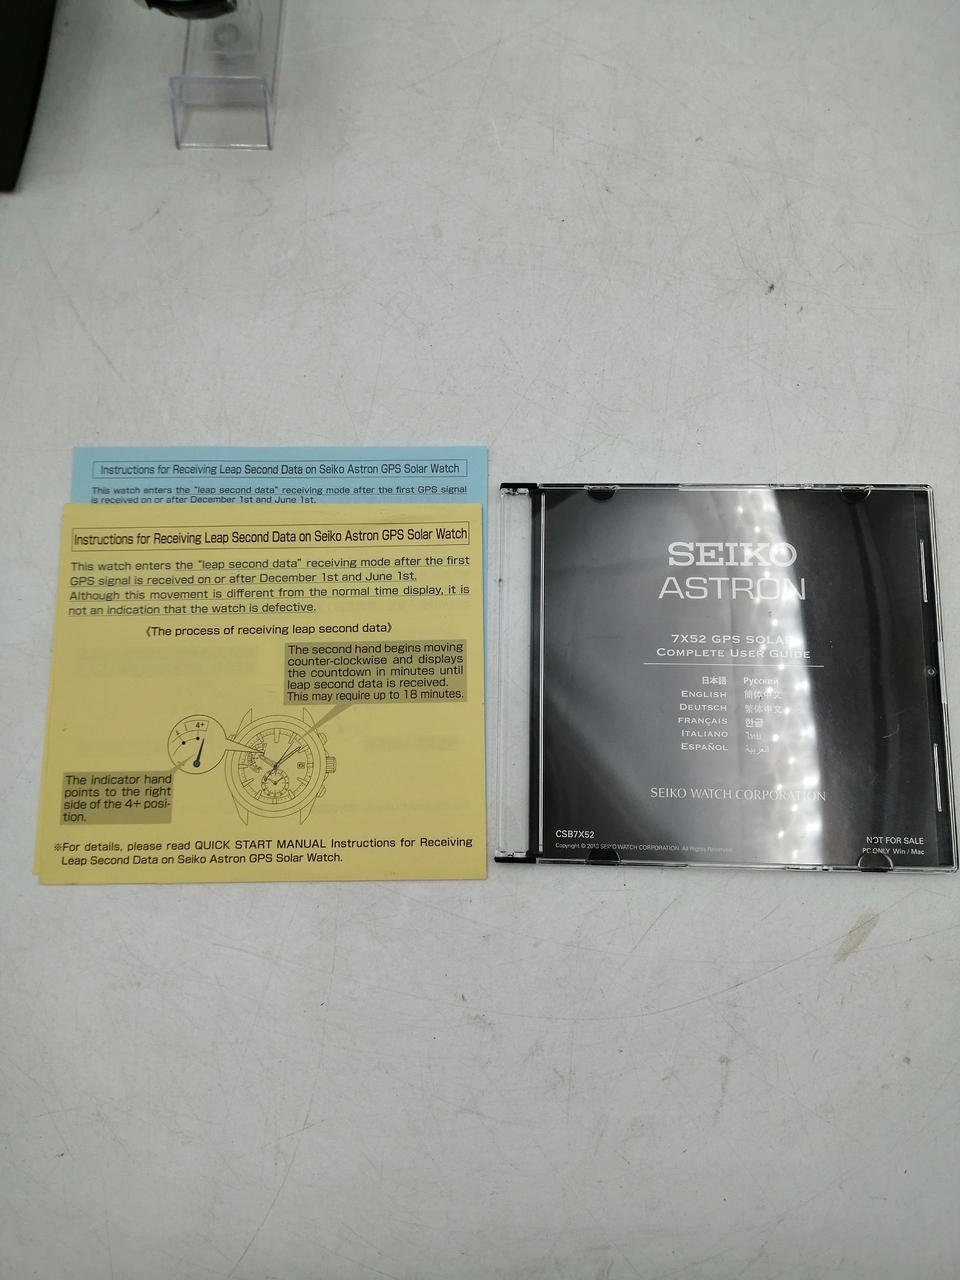 Instructions for Receiving Leap Second Data on Seiko Astron GPS Solar Watch
This watch enters the "leap second data" receiving mode after the first GPS signal
is received on or after December 1st and June 1st.
Instructions for Receiving Leap Second Data on Seiko Astron GPS Solar Watch
This watch enters the "leap second data" receiving mode after the first
GPS signal is received on or after December 1st and June 1st.
Although this movement is different from the normal time display, it is
not an indication that the watch is defective.
《The process of receiving leap second data》
The second hand begins moving
counter-clockwise and displays
the countdown in minutes until
leap second data is received.
This may require up to 18 minutes.
4+
The indicator hand
points to the right
side of the 4+ posi-
tion.
※For details, please read QUICK START MANUAL Instructions for Receiving
Leap Second Data on Seiko Astron GPS Solar Watch.
SEIKO
ASTRON
7X52 GPS SOLAR
COMPLETE USER GUIDE
日本語 Русский
ENGLISH 简体中文
DEUTSCH 繁体中文
FRANÇAIS 한글
ITALIANO ไทย
ESPAÑOL العربية
SEIKO WATCH CORPORATION
CSB7X52
Copyright © 2013 SEIKO WATCH CORPORATION. All Rights Reserved.
NOT FOR SALE
PC ONLY Win / Mac